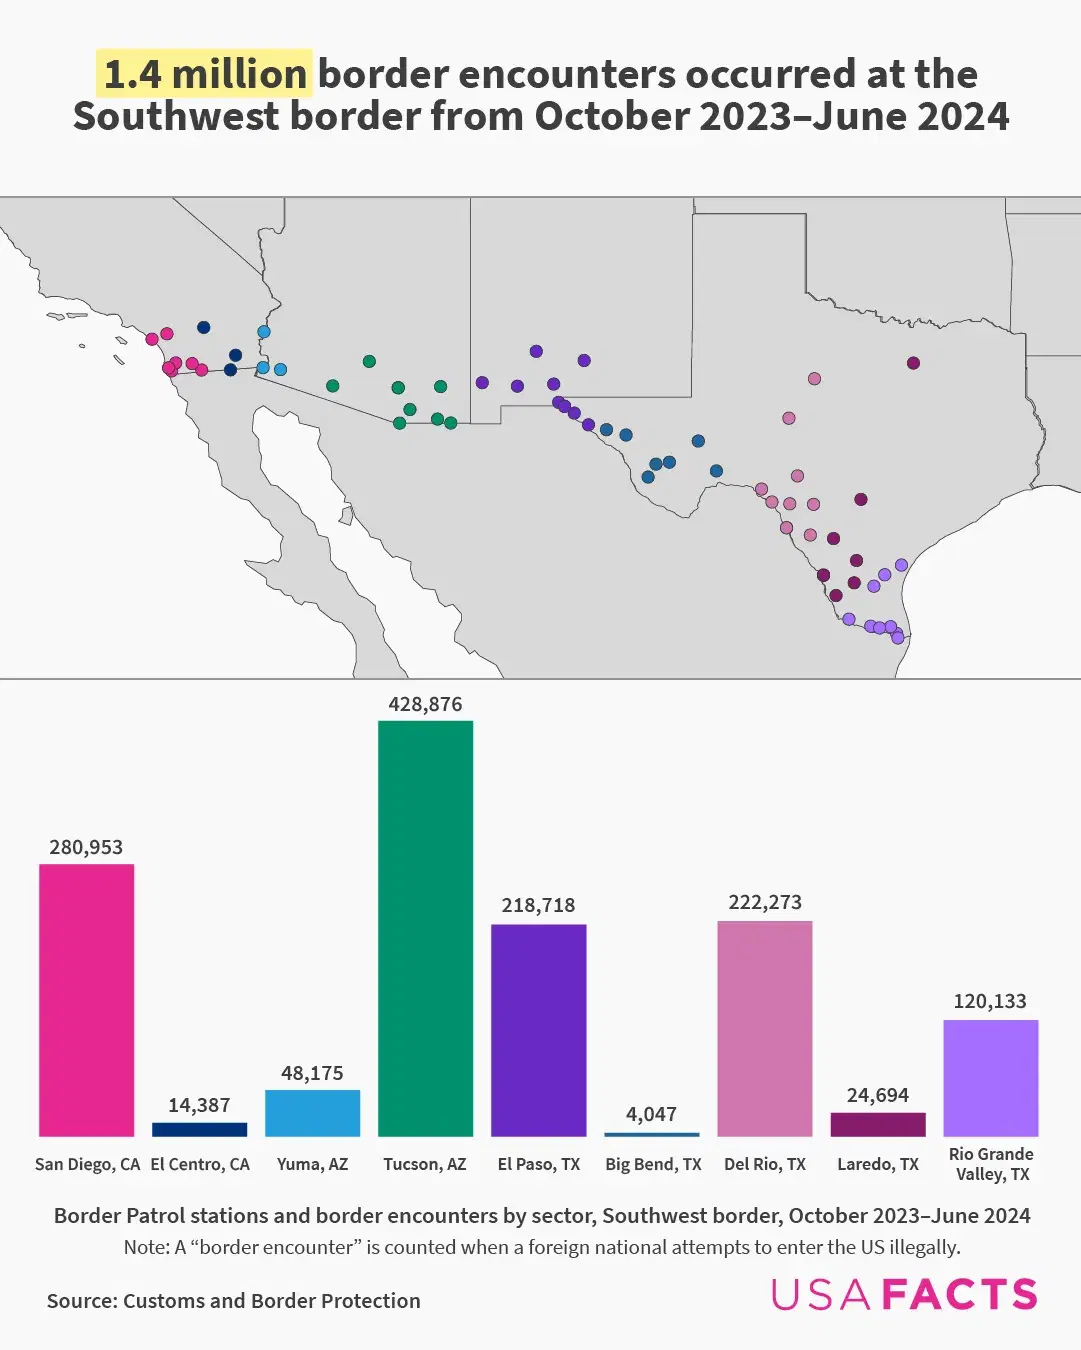 1.4 million border encounters occurred at the
Southwest border from October 2023–June 2024
428,876
280,953
218,718
222,273
120,133
48,175
14,387
4,047
24,694
San Diego, CA
El Centro, CA
Yuma, AZ
Tucson, AZ
El Paso, TX
Big Bend, TX
Del Rio, TX
Laredo, TX
Rio Grande
Valley, TX
Border Patrol stations and border encounters by sector, Southwest border, October 2023–June 2024
Note: A “border encounter” is counted when a foreign national attempts to enter the US illegally.
Source: Customs and Border Protection
USAFACTS